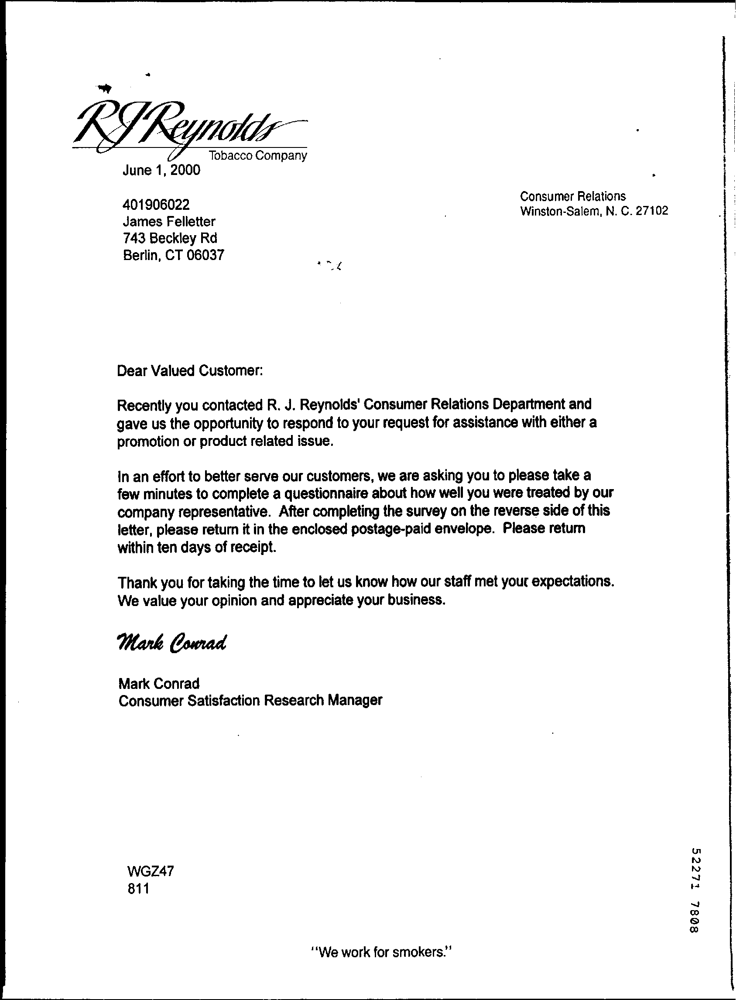 RJReynolds
Tobacco Company
June 1, 2000
401906022
James Felletter
743 Beckley Rd
Berlin, CT 06037
Consumer Relations
Winston-Salem, N. C. 27102
Dear Valued Customer:
Recently you contacted R. J. Reynolds' Consumer Relations Department and
gave us the opportunity to respond to your request for assistance with either a
promotion or product related issue.
In an effort to better serve our customers, we are asking you to please take a
few minutes to complete a questionnaire about how well you were treated by our
company representative. After completing the survey on the reverse side of this
letter, please return it in the enclosed postage-paid envelope. Please return
within ten days of receipt.
Thank you for taking the time to let us know how our staff met your expectations.
We value your opinion and appreciate your business.
Mark Conrad
Mark Conrad
Consumer Satisfaction Research Manager
WGZ47
811
52271 7808
"We work for smokers."